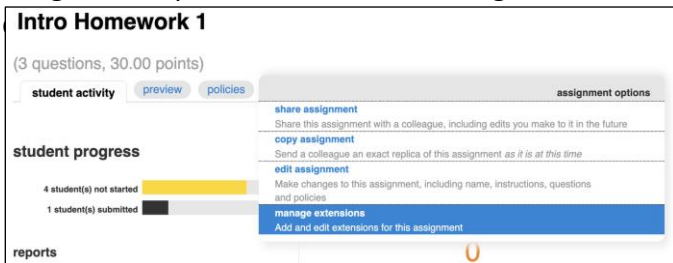 Intro Homework 1
(3 questions, 30.00 points)
student activity preview policies
assignment options
share assignment
Share this assignment with a colleague, including edits you make to it in the future
copy assignment
Send a colleague an exact replica of this assignment as it is at this time
edit assignment
Make changes to this assignment, including name, instructions, questions
and policies
manage extensions
Add and edit extensions for this assignment
student progress
4 student(s) not started
1 student(s) submitted
reports
0